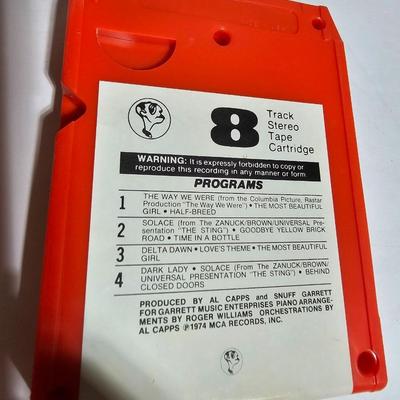 8
Track
Stereo
Tape
Cartridge
WARNING: It is expressly forbidden to copy or
reproduce this recording in any manner or form
PROGRAMS
1 THE WAY WE WERE (from the Columbia Picture, Rastar
Production "The Way We Were") • THE MOST BEAUTIFUL
GIRL • HALF-BREED
2 SOLACE (from THE ZANUCK/BROWN/UNIVERSAL Pre-
sentation "THE STING") • GOODBYE YELLOW BRICK
ROAD • TIME IN A BOTTLE
3 DELTA DAWN • LOVE'S THEME • THE MOST BEAUTIFUL
GIRL
4 DARK LADY • SOLACE (From THE ZANUCK/BROWN/
UNIVERSAL PRESENTATION "THE STING") • BEHIND
CLOSED DOORS
PRODUCED BY AL CAPPS and SNUFF GARRETT
FOR GARRETT MUSIC ENTERPRISES PIANO ARRANGE-
MENTS BY ROGER WILLIAMS ORCHESTRATIONS BY
AL CAPPS ℗1974 MCA RECORDS, INC.